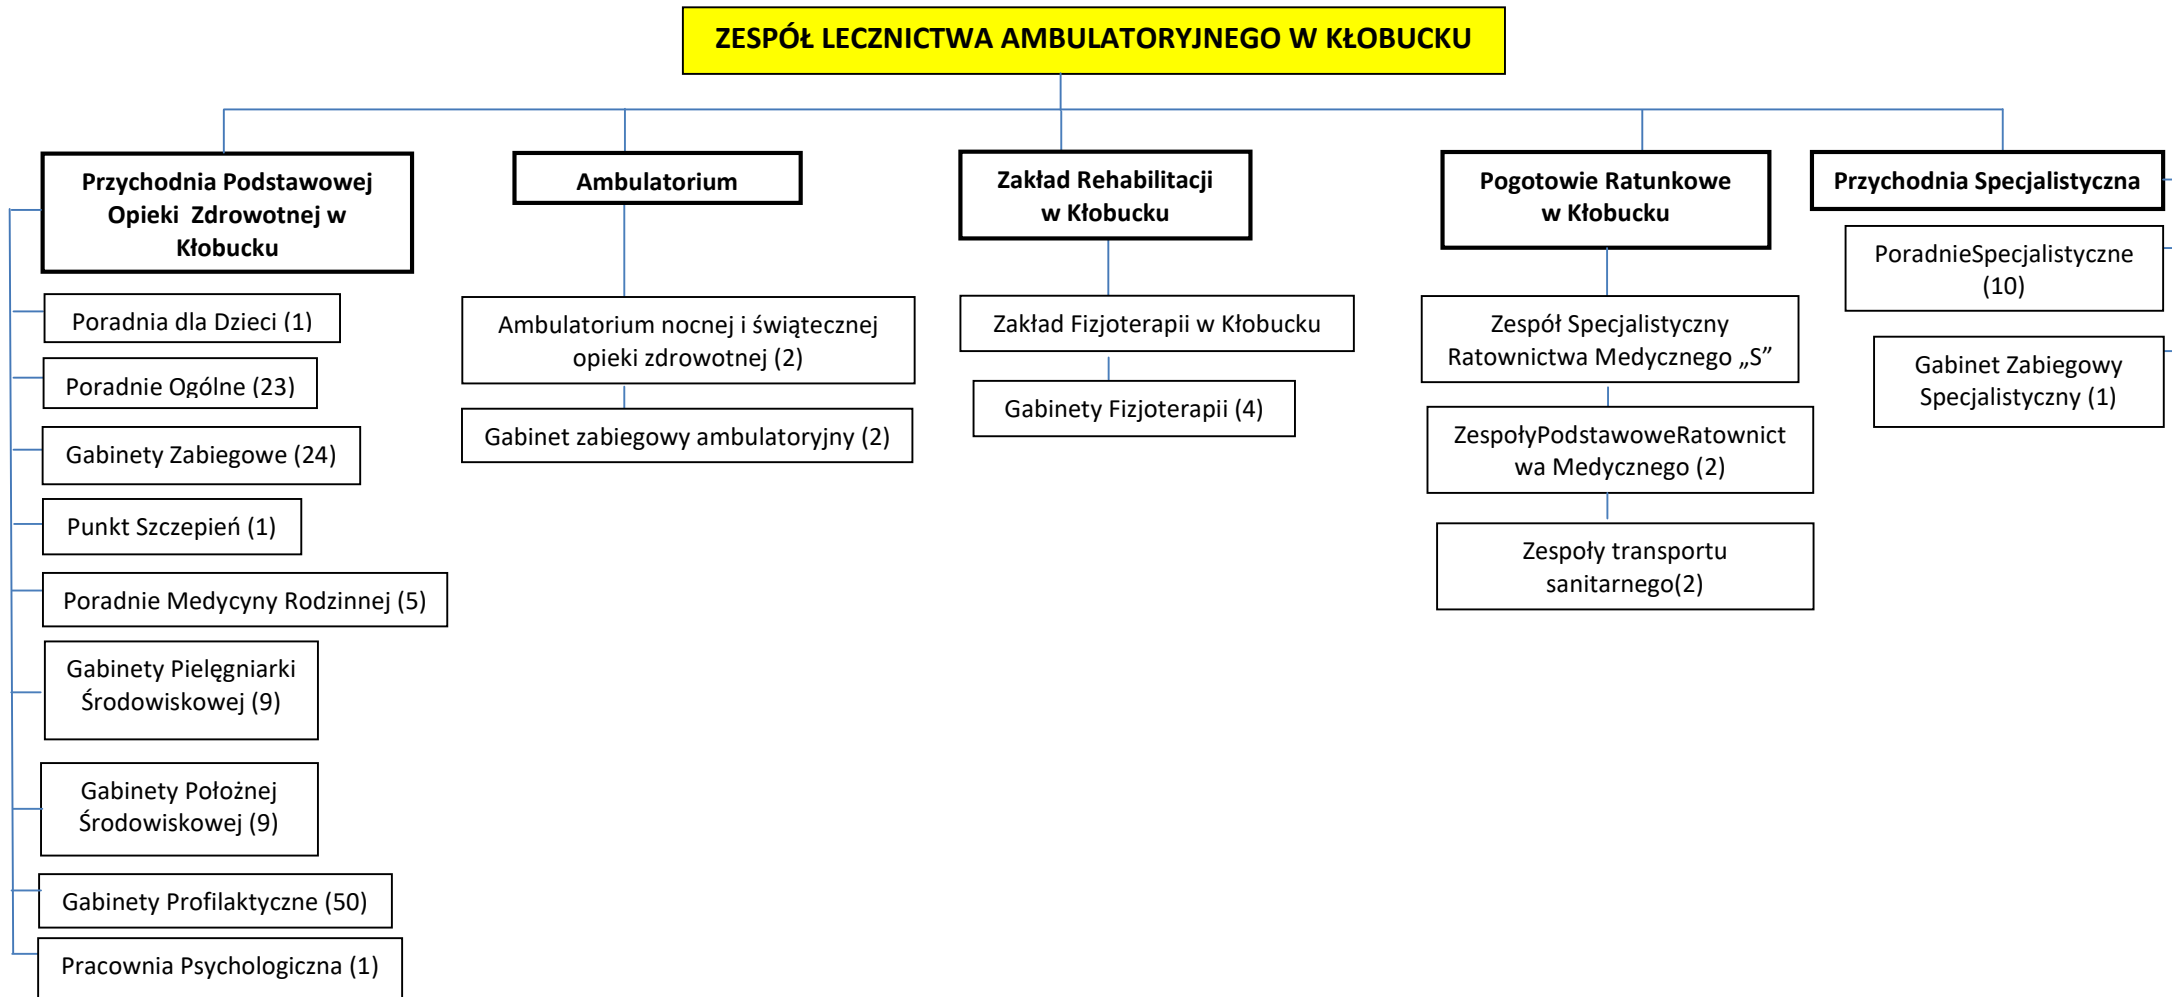 ZESPÓŁ LECZNICTWA AMBULATORYJNEGO W KŁOBUCKU
Przychodnia Podstawowej
Opieki Zdrowotnej w
Kłobucku
Poradnia dla Dzieci (1)
Poradnie Ogólne (23)
Gabinety Zabiegowe (24)
Punkt Szczepień (1)
Poradnie Medycyny Rodzinnej (5)
Gabinety Pielęgniarki
Środowiskowej (9)
Gabinety Położnej
Środowiskowej (9)
Gabinety Profilaktyczne (50)
Pracownia Psychologiczna (1)
Ambulatorium
Ambulatorium nocnej i świątecznej
opieki zdrowotnej (2)
Gabinet zabiegowy ambulatoryjny (2)
Zakład Rehabilitacji
w Kłobucku
Zakład Fizjoterapii w Kłobucku
Gabinety Fizjoterapii (4)
Pogotowie Ratunkowe
w Kłobucku
Zespół Specjalistyczny
Ratownictwa Medycznego „S”
ZespołyPodstawoweRatownict
wa Medycznego (2)
Zespoły transportu
sanitarnego(2)
Przychodnia Specjalistyczna
PoradnieSpecjalistyczne
(10)
Gabinet Zabiegowy
Specjalistyczny (1)